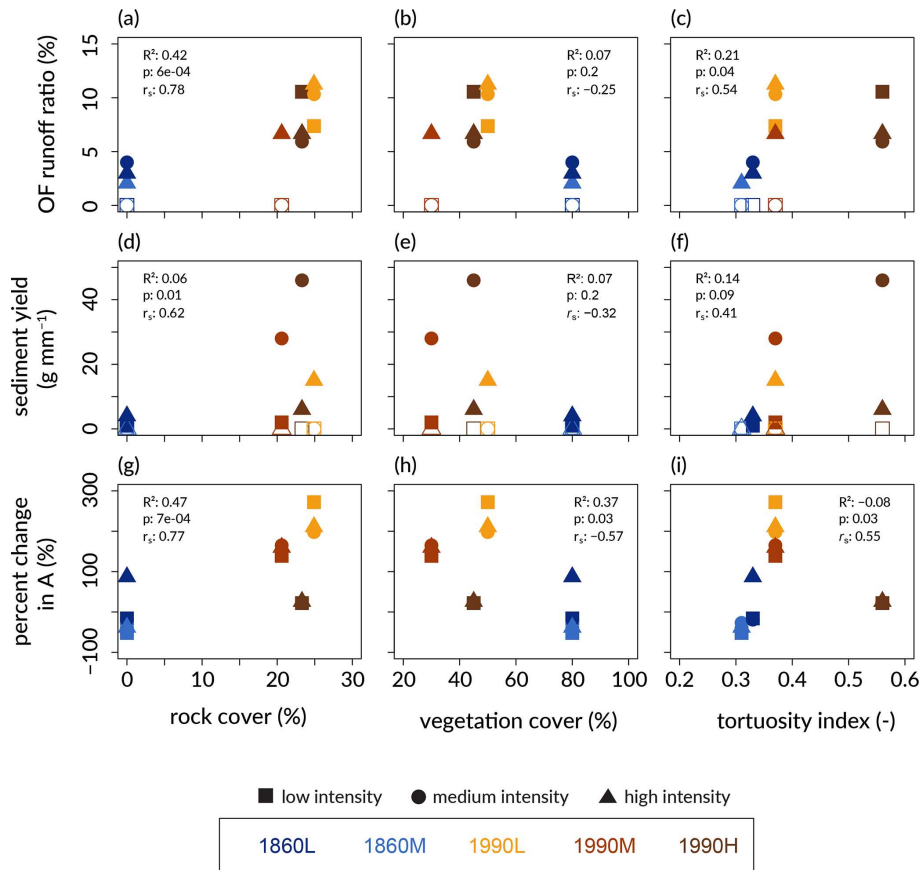 (a)
(b)
(c)
OF runoff ratio (%)
15
10
5
0
R²: 0.42
p: 6e-04
rₛ: 0.78
R²: 0.07
p: 0.2
rₛ: −0.25
R²: 0.21
p: 0.04
rₛ: 0.54
(d)
(e)
(f)
sediment yield
(g mm⁻¹)
40
20
0
R²: 0.06
p: 0.01
rₛ: 0.62
R²: 0.07
p: 0.2
rₛ: −0.32
R²: 0.14
p: 0.09
rₛ: 0.41
(g)
(h)
(i)
percent change
in A (%)
300
100
−100
R²: 0.47
p: 7e-04
rₛ: 0.77
R²: 0.37
p: 0.03
rₛ: −0.57
R²: −0.08
p: 0.03
rₛ: 0.55
0 10 20 30
20 40 60 80 100
0.2 0.3 0.4 0.5 0.6
rock cover (%)
vegetation cover (%)
tortuosity index (-)
low intensity
medium intensity
high intensity
1860L 1860M 1990L 1990M 1990H